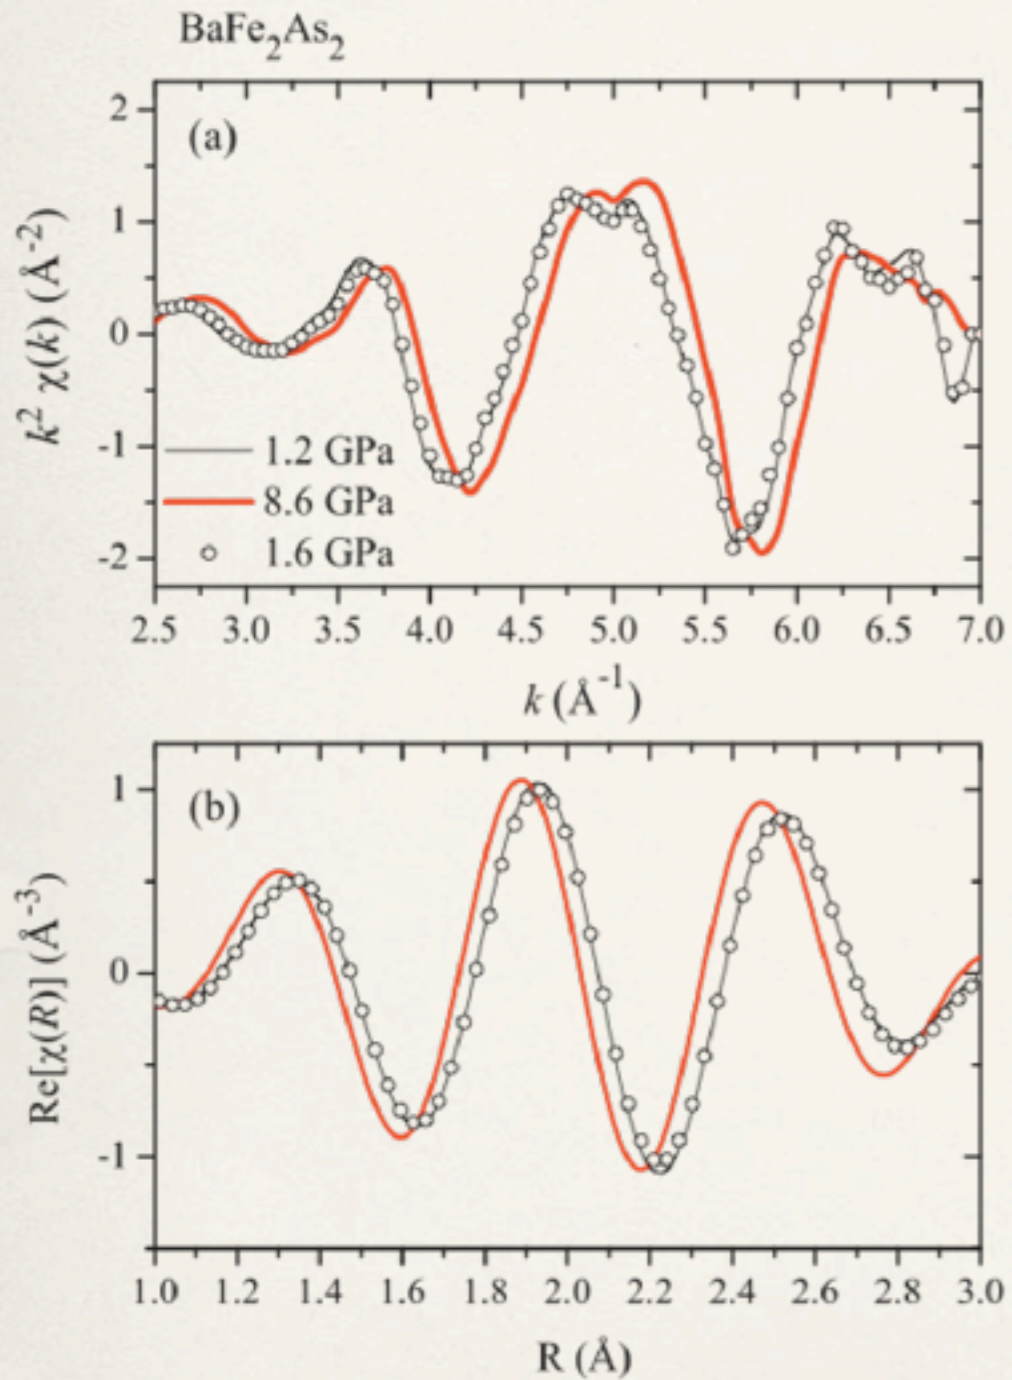 BaFe₂As₂
(a)
2
1
0
-1
-2
k² χ(k) (Å⁻²)
1.2 GPa
8.6 GPa
1.6 GPa
2.5 3.0 3.5 4.0 4.5 5.0 5.5 6.0 6.5 7.0
k (Å⁻¹)
(b)
1
0
-1
Re[χ(R)] (Å⁻³)
1.0 1.2 1.4 1.6 1.8 2.0 2.2 2.4 2.6 2.8 3.0
R (Å)